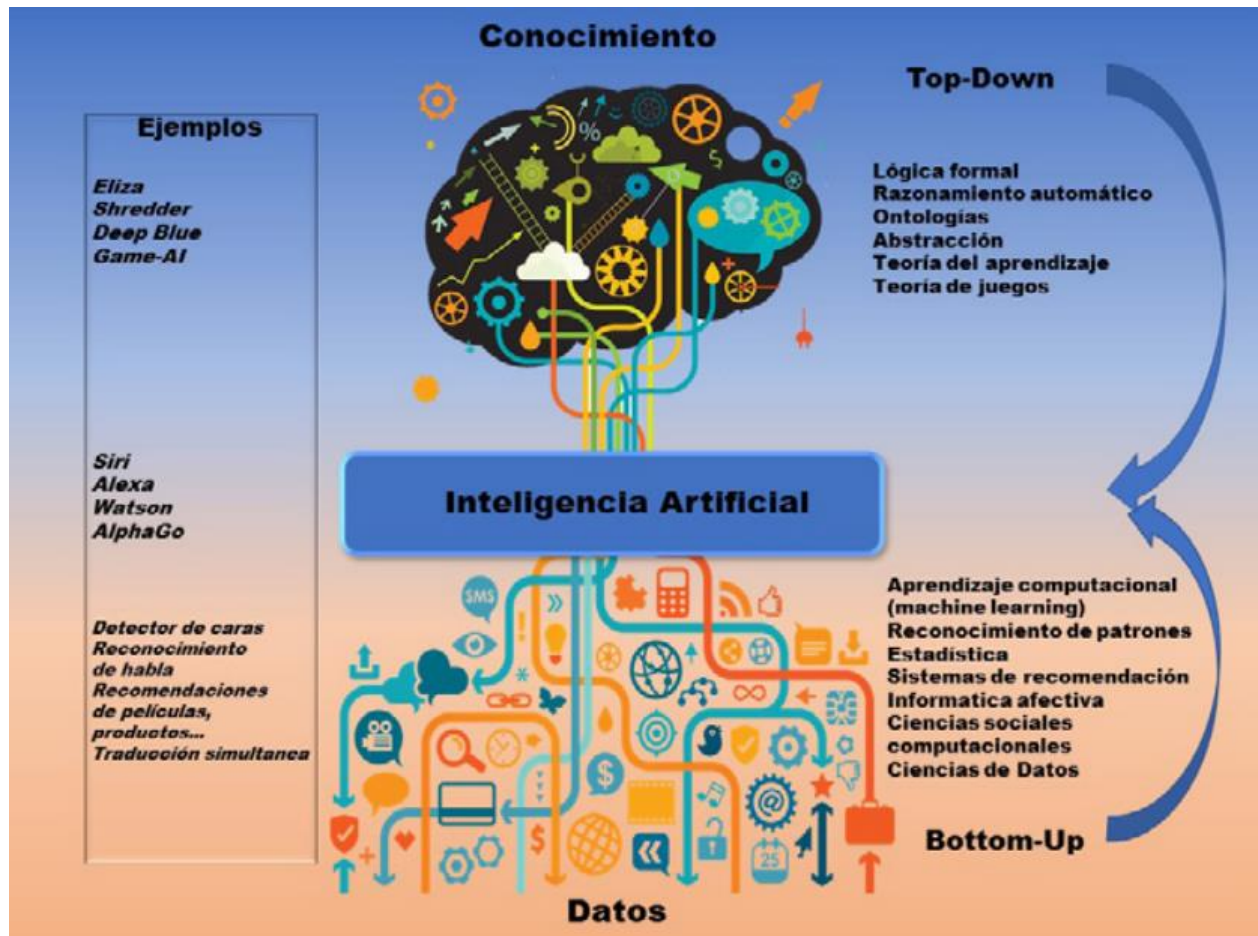 Conocimiento
Top-Down
Ejemplos
Eliza
Shredder
Deep Blue
Game-AI
%
$
Lógica formal
Razonamiento automático
Ontologías
Abstracción
Teoría del aprendizaje
Teoría de juegos
Siri
Alexa
Watson
AlphaGo
Inteligencia Artificial
Detector de caras
Reconocimiento
de habla
Recomendaciones
de películas,
productos...
Traducción simultanea
SMS
$
$
@
25
Aprendizaje computacional
(machine learning)
Reconocimiento de patrones
Estadística
Sistemas de recomendación
Informatica afectiva
Ciencias sociales
computacionales
Ciencias de Datos
Bottom-Up
Datos